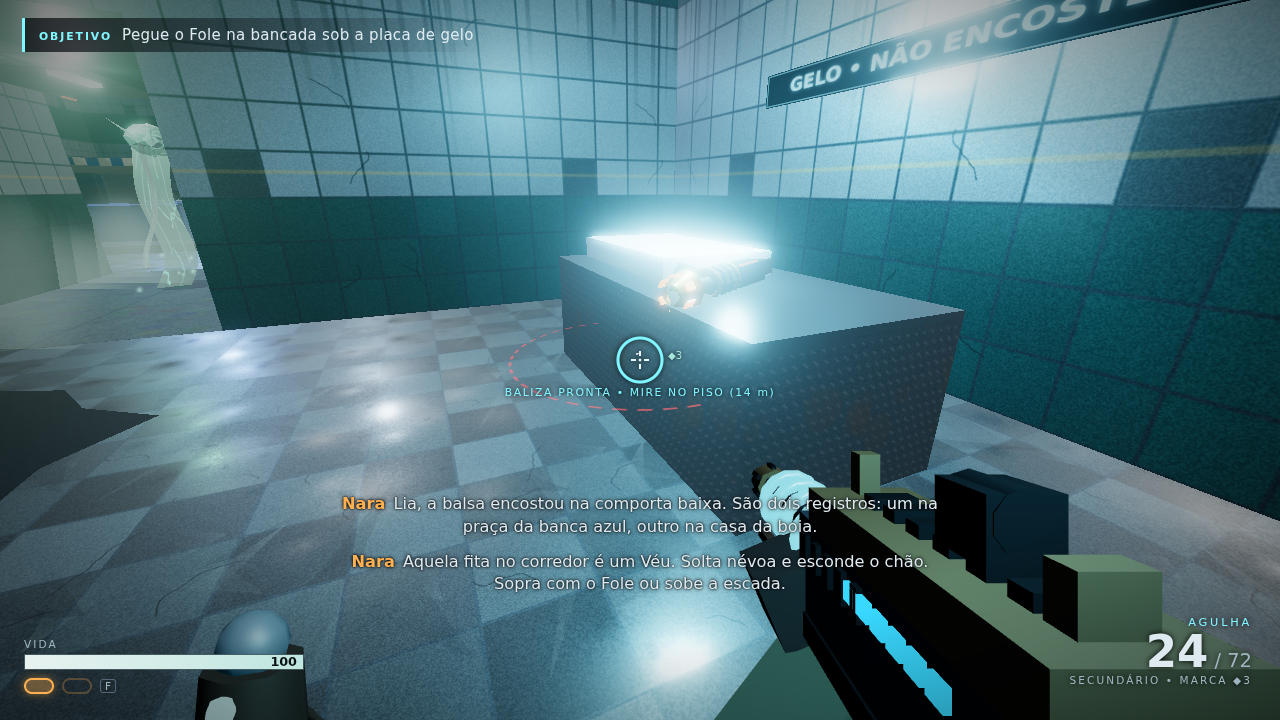 OBJETIVO Pegue o Fole na bancada sob a placa de gelo
GELO • NÃO ENCOSTE
◆3
BALIZA PRONTA • MIRE NO PISO (14 m)
Nara Lia, a balsa encostou na comporta baixa. São dois registros: um na
praça da banca azul, outro na casa da boia.
Nara Aquela fita no corredor é um Véu. Solta névoa e esconde o chão.
Sopra com o Fole ou sobe a escada.
VIDA
100
F
AGULHA
24 / 72
SECUNDÁRIO • MARCA ◆3